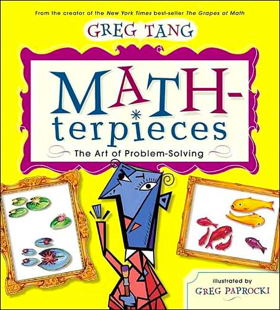 From the creator of the New York Times best-seller The Grapes of Math
GREG TANG
MATH-
terpieces
The Art of Problem-Solving
illustrated by
GREG PAPROCKI